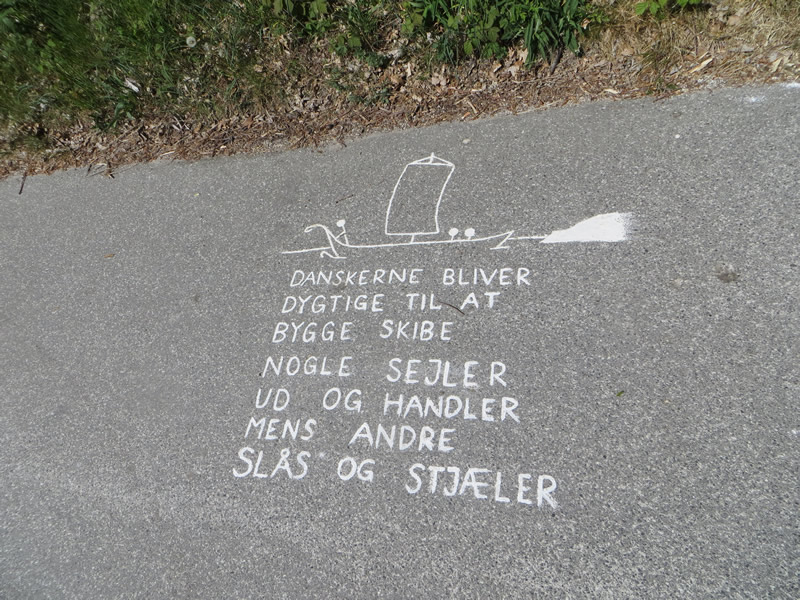 DANSKERNE BLIVER
DYGTIGE TIL AT
BYGGE SKIBE
NOGLE SEJLER
UD OG HANDLER
MENS ANDRE
SLÅS OG STJÆLER